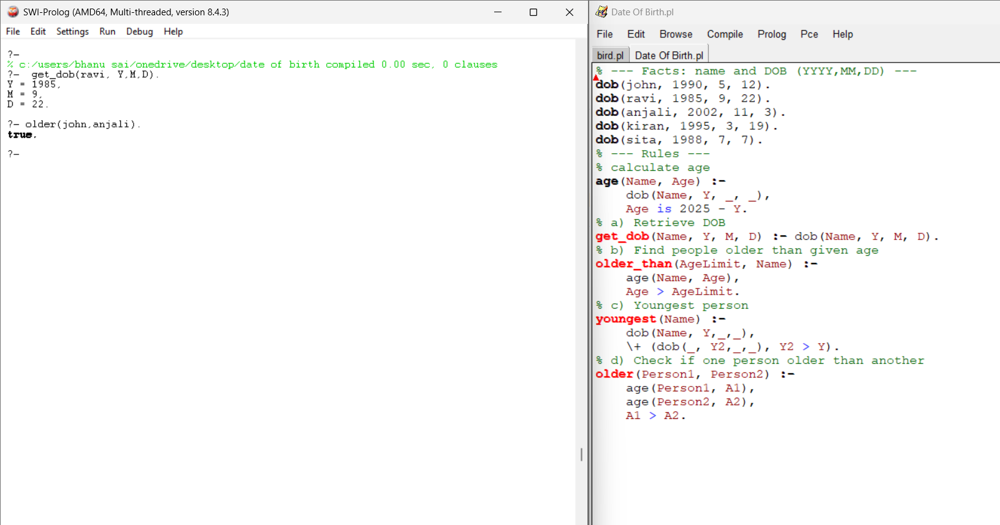 SWI-Prolog (AMD64, Multi-threaded, version 8.4.3)
File Edit Settings Run Debug Help
?-
% c:/users/bhanu sai/onedrive/desktop/date of birth compiled 0.00 sec, 0 clauses
?-  get_dob(ravi, Y,M,D).
Y = 1985,
M = 9,
D = 22.
?- older(john,anjali).
true.
?-
Date Of Birth.pl
File Edit Browse Compile Prolog Pce Help
bird.pl Date Of Birth.pl
% --- Facts: name and DOB (YYYY,MM,DD) ---
dob(john, 1990, 5, 12).
dob(ravi, 1985, 9, 22).
dob(anjali, 2002, 11, 3).
dob(kiran, 1995, 3, 19).
dob(sita, 1988, 7, 7).
% --- Rules ---
% calculate age
age(Name, Age) :-
    dob(Name, Y, _, _),
    Age is 2025 - Y.
% a) Retrieve DOB
get_dob(Name, Y, M, D) :- dob(Name, Y, M, D).
% b) Find people older than given age
older_than(AgeLimit, Name) :-
    age(Name, Age),
    Age > AgeLimit.
% c) Youngest person
youngest(Name) :-
    dob(Name, Y,_,_),
    \+ (dob(_, Y2,_,_), Y2 > Y).
% d) Check if one person older than another
older(Person1, Person2) :-
    age(Person1, A1),
    age(Person2, A2),
    A1 > A2.